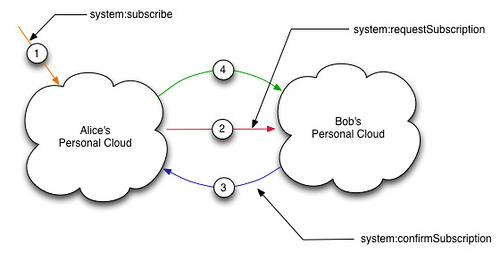 system:subscribe
system:requestSubscription
1
4
Alice's
Personal Cloud
2
Bob's
Personal Cloud
3
system:confirmSubscription